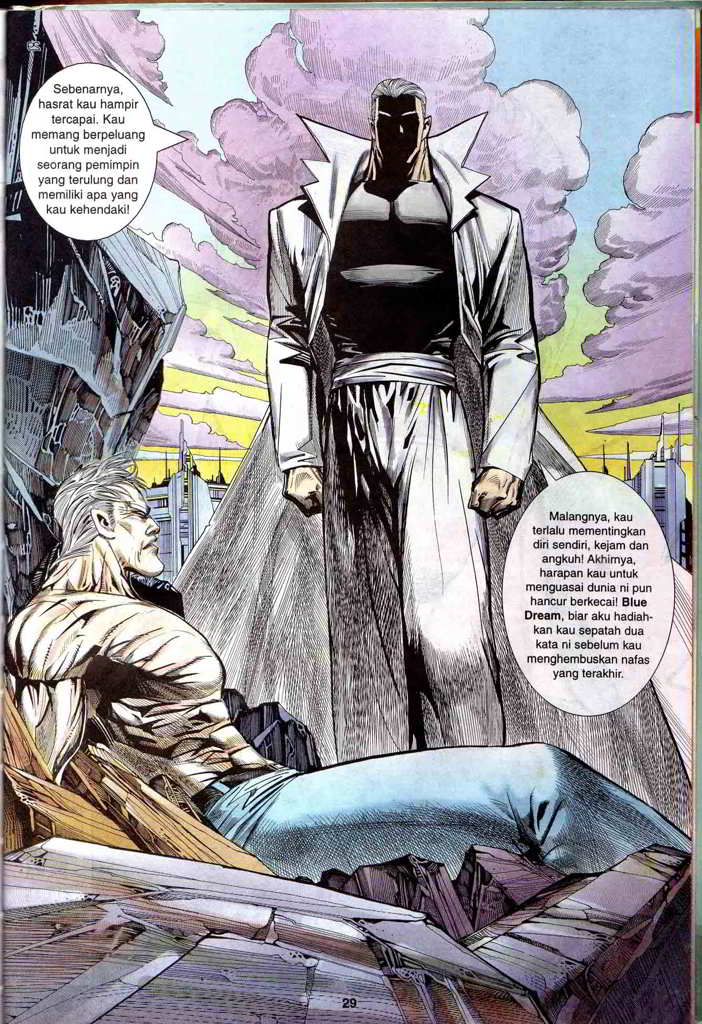 Sebenarnya,
hasrat kau hampir
tercapai. Kau
memang berpeluang
untuk menjadi
seorang pemimpin
yang terulung dan
memiliki apa yang
kau kehendaki!
Malangnya, kau
terlalu mementingkan
diri sendiri, kejam dan
angkuh! Akhirnya,
harapan kau untuk
menguasai dunia ni pun
hancur berkecai! Blue
Dream, biar aku hadiah-
kan kau sepatah dua
kata ni sebelum kau
menghembuskan nafas
yang terakhir.
29